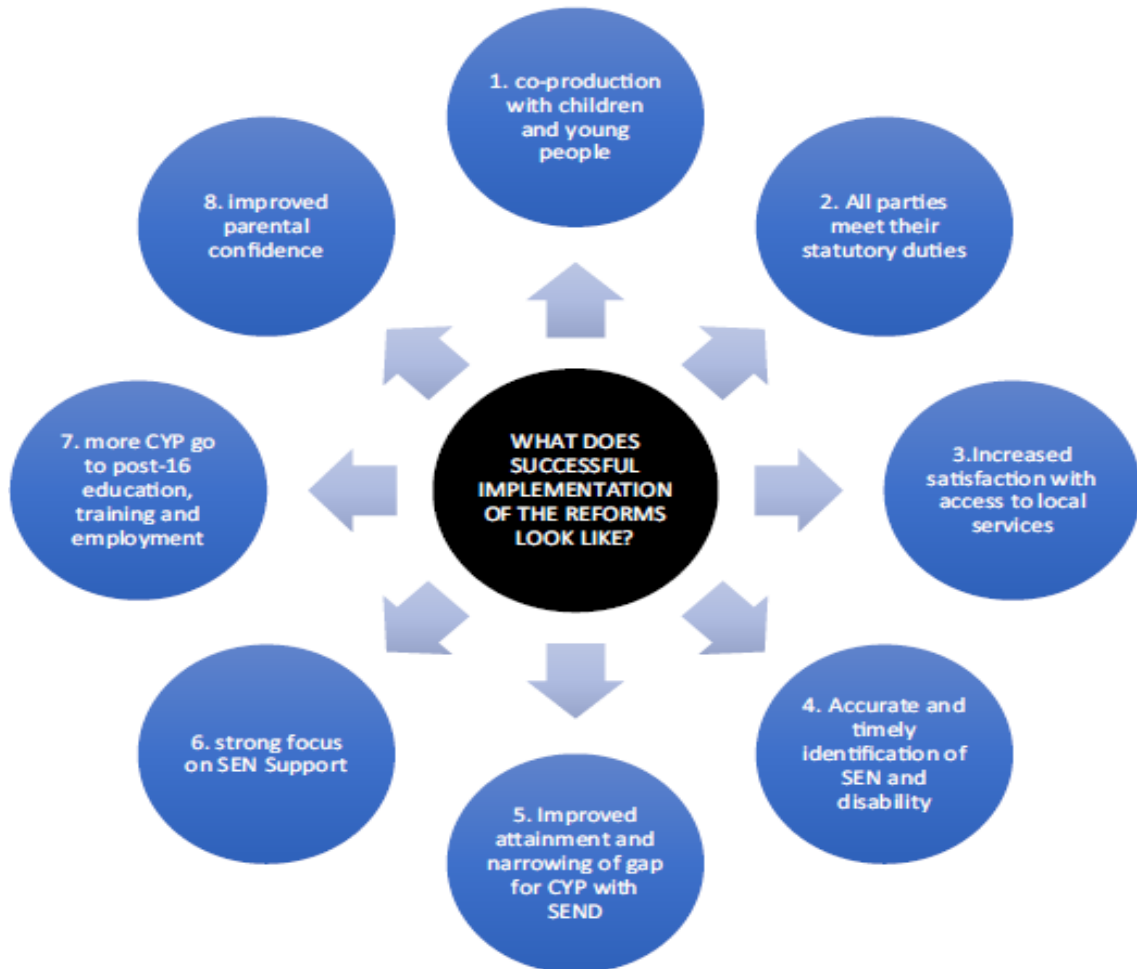 1. co-production
with children
and young
people
2. All parties
meet their
statutory duties
3.Increased
satisfaction with
access to local
services
4. Accurate and
timely
identification of
SEN and
disability
5. Improved
attainment and
narrowing of gap
for CYP with
SEND
6. strong focus
on SEN Support
7. more CYP go
to post-16
education,
training and
employment
8. improved
parental
confidence
WHAT DOES
SUCCESSFUL
IMPLEMENTATION
OF THE REFORMS
LOOK LIKE?